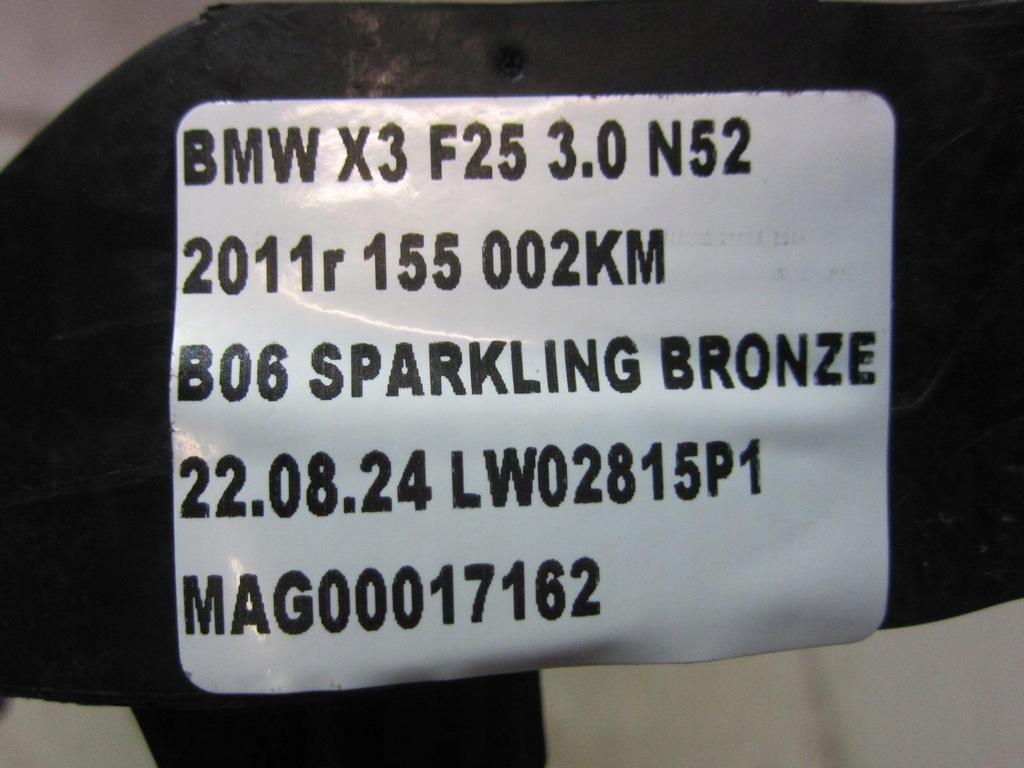 BMW X3 F25 3.0 N52
2011r 155 002KM
B06 SPARKLING BRONZE
22.08.24 LW02815P1
MAG00017162